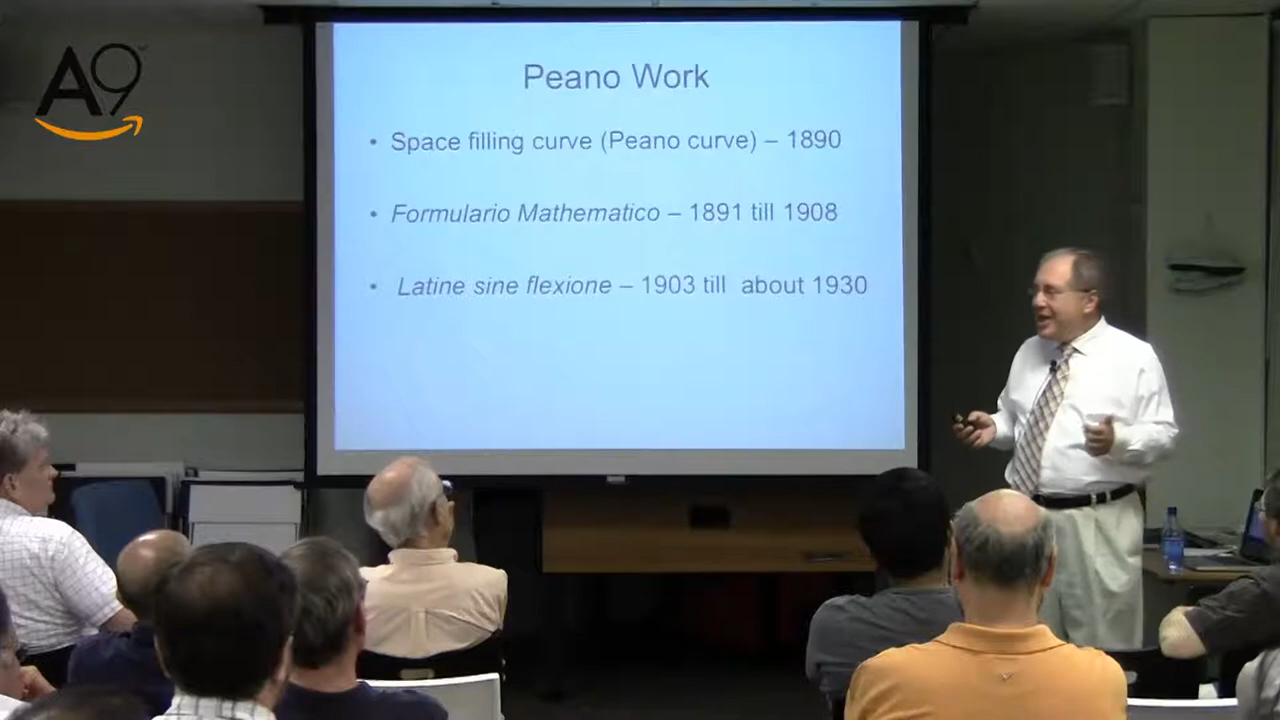 A9
Peano Work
• Space filling curve (Peano curve) – 1890
• Formulario Mathematico – 1891 till 1908
• Latine sine flexione – 1903 till about 1930